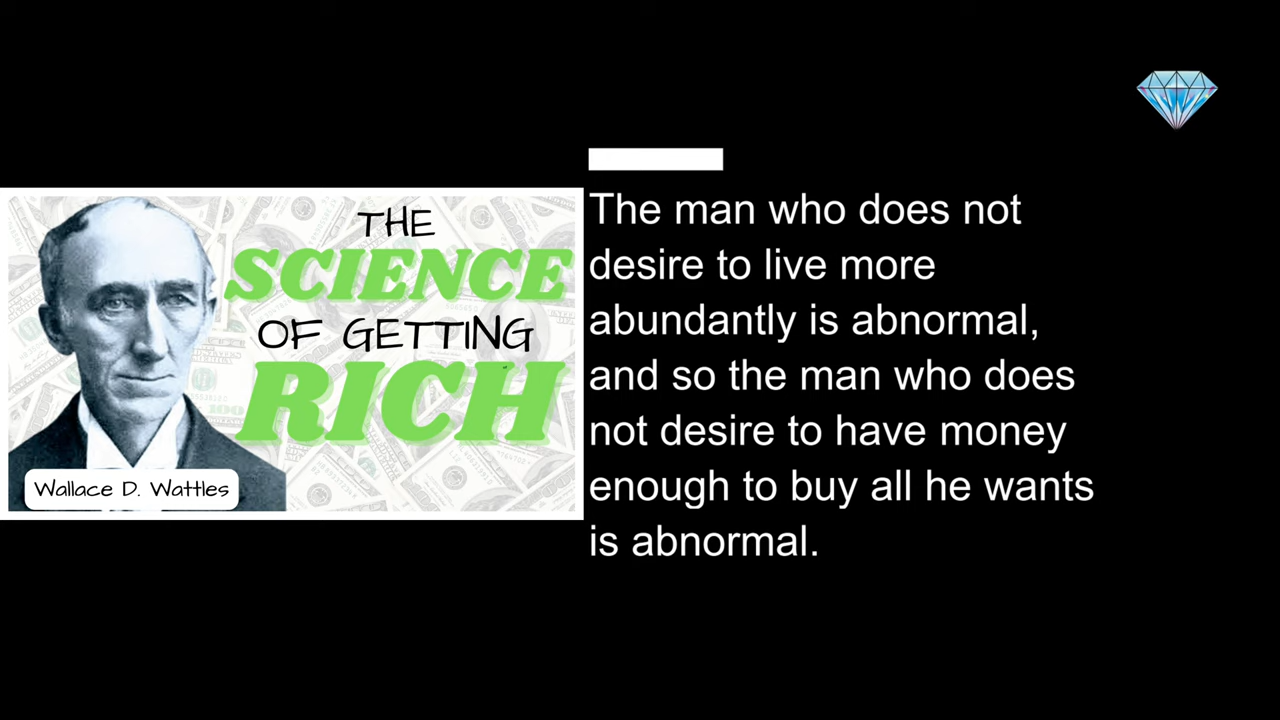 THE
SCIENCE
OF GETTING
RICH
Wallace D. Wattles
The man who does not
desire to live more
abundantly is abnormal,
and so the man who does
not desire to have money
enough to buy all he wants
is abnormal.